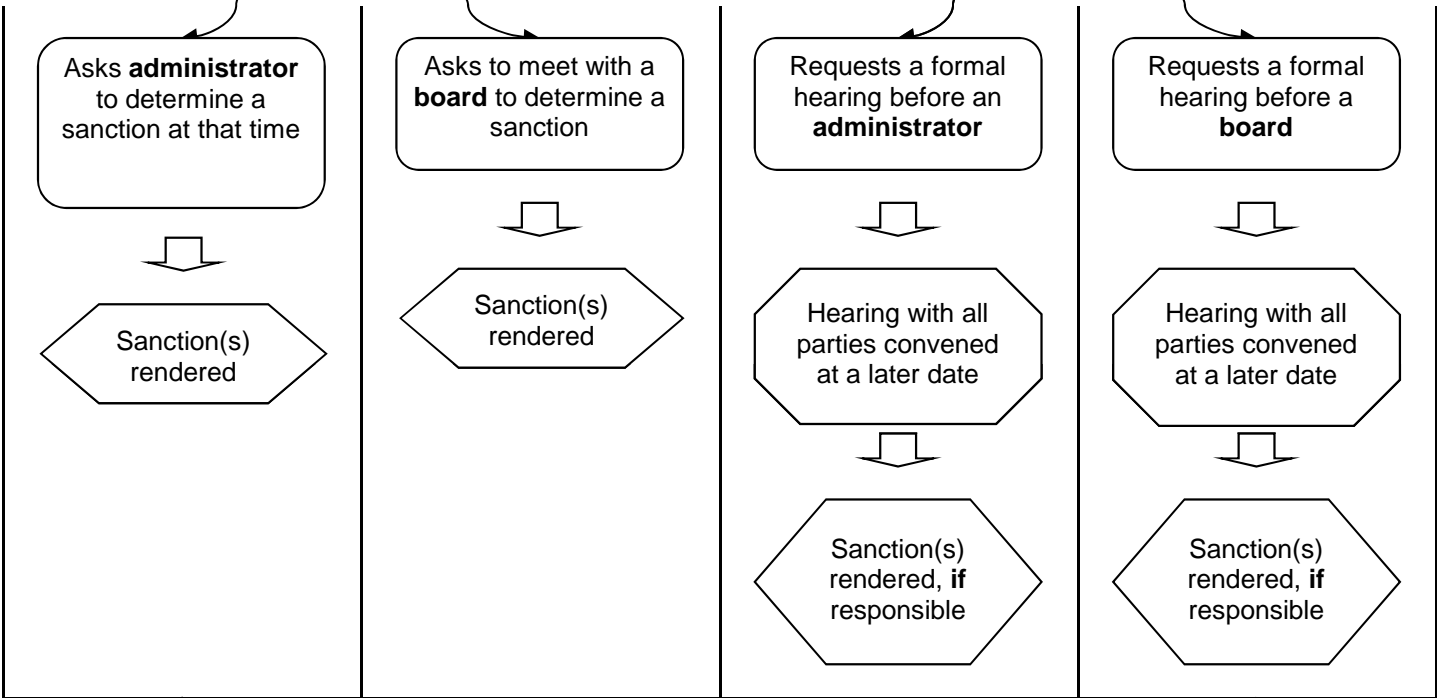 Asks administrator
to determine a
sanction at that time
Sanction(s)
rendered
Asks to meet with a
board to determine a
sanction
Sanction(s)
rendered
Requests a formal
hearing before an
administrator
Hearing with all
parties convened
at a later date
Sanction(s)
rendered, if
responsible
Requests a formal
hearing before a
board
Hearing with all
parties convened
at a later date
Sanction(s)
rendered, if
responsible